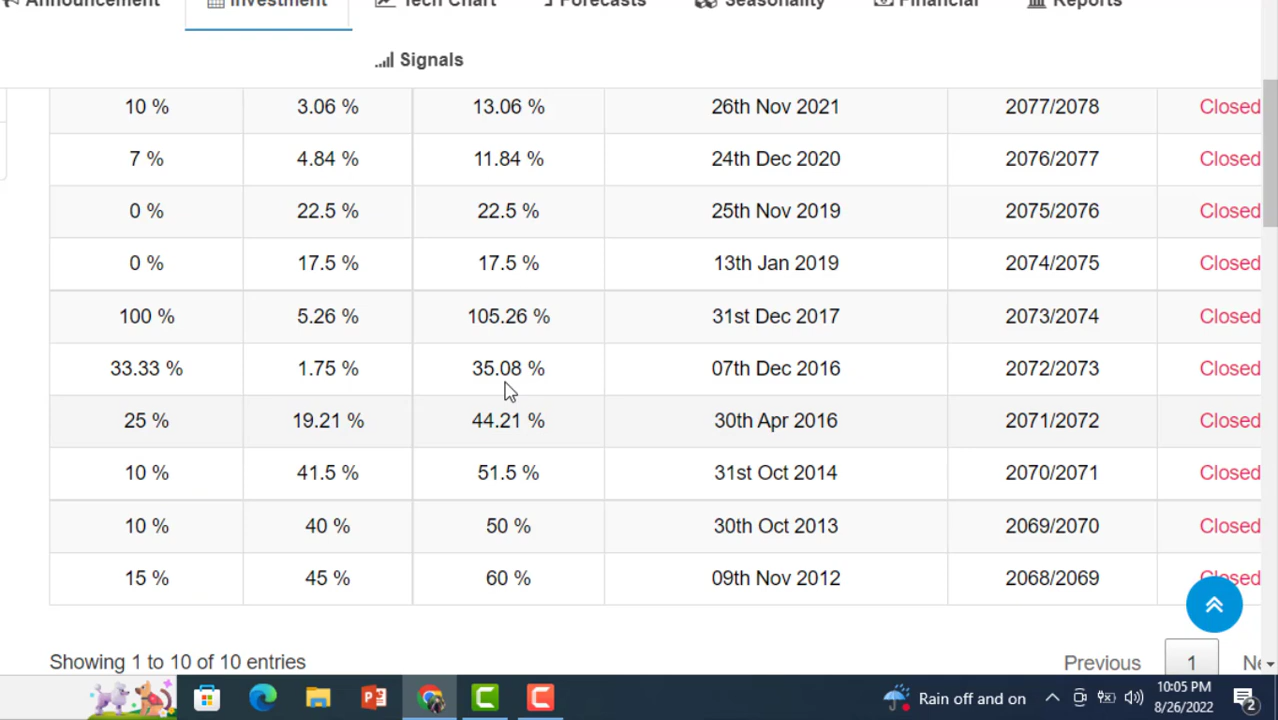 Announcement Investment Tech Chart Forecasts Seasonality Financial Reports
Signals
10 % 3.06 % 13.06 % 26th Nov 2021 2077/2078 Closed
7 % 4.84 % 11.84 % 24th Dec 2020 2076/2077 Closed
0 % 22.5 % 22.5 % 25th Nov 2019 2075/2076 Closed
0 % 17.5 % 17.5 % 13th Jan 2019 2074/2075 Closed
100 % 5.26 % 105.26 % 31st Dec 2017 2073/2074 Closed
33.33 % 1.75 % 35.08 % 07th Dec 2016 2072/2073 Closed
25 % 19.21 % 44.21 % 30th Apr 2016 2071/2072 Closed
10 % 41.5 % 51.5 % 31st Oct 2014 2070/2071 Closed
10 % 40 % 50 % 30th Oct 2013 2069/2070 Closed
15 % 45 % 60 % 09th Nov 2012 2068/2069 Closed
Showing 1 to 10 of 10 entries Previous 1
Rain off and on 10:05 PM
8/26/2022 2